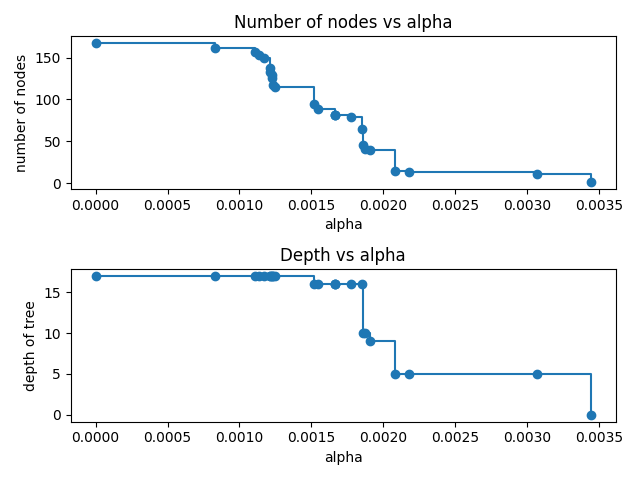 Number of nodes vs alpha
number of nodes
150
100
50
0
0.0000 0.0005 0.0010 0.0015 0.0020 0.0025 0.0030 0.0035
alpha
Depth vs alpha
depth of tree
15
10
5
0
0.0000 0.0005 0.0010 0.0015 0.0020 0.0025 0.0030 0.0035
alpha